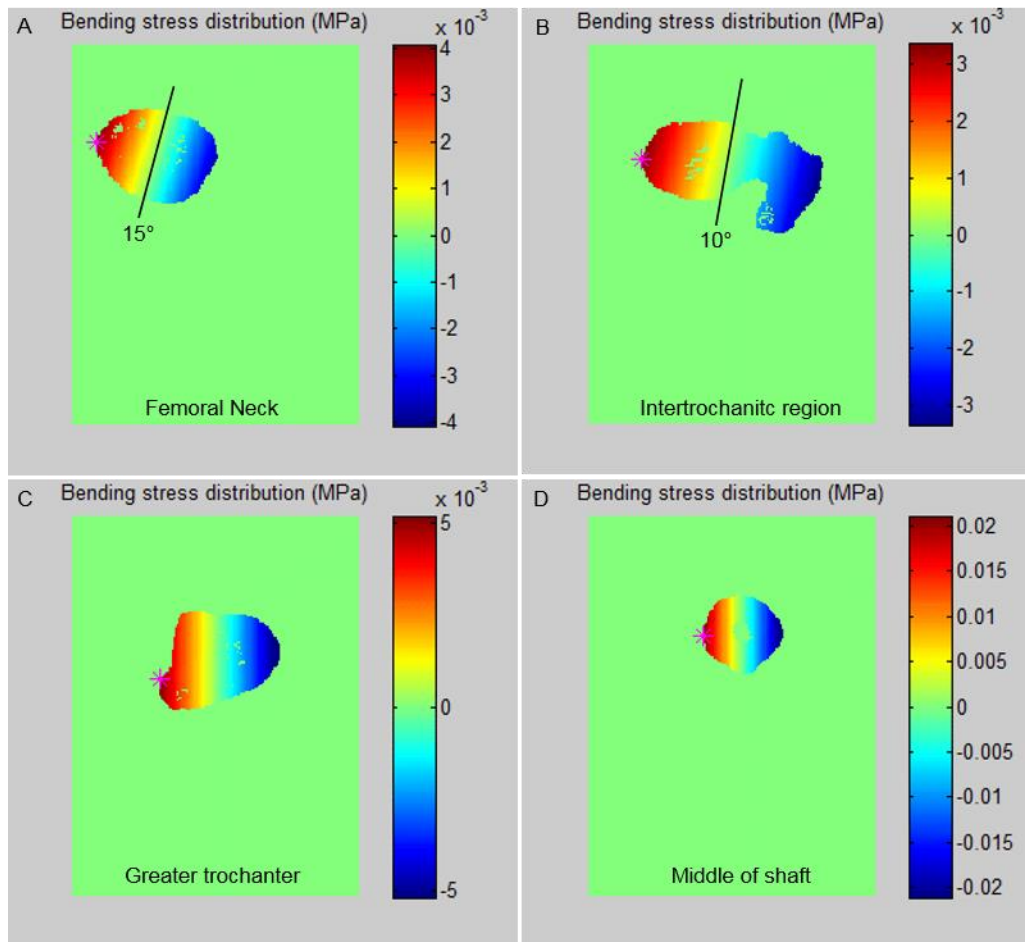 A
Bending stress distribution (MPa)
x 10⁻³
4
3
2
1
0
-1
-2
-3
-4
15°
Femoral Neck
B
Bending stress distribution (MPa)
x 10⁻³
3
2
1
0
-1
-2
-3
10°
Intertrochanitc region
C
Bending stress distribution (MPa)
x 10⁻³
5
0
-5
Greater trochanter
D
Bending stress distribution (MPa)
0.02
0.015
0.01
0.005
0
-0.005
-0.01
-0.015
-0.02
Middle of shaft